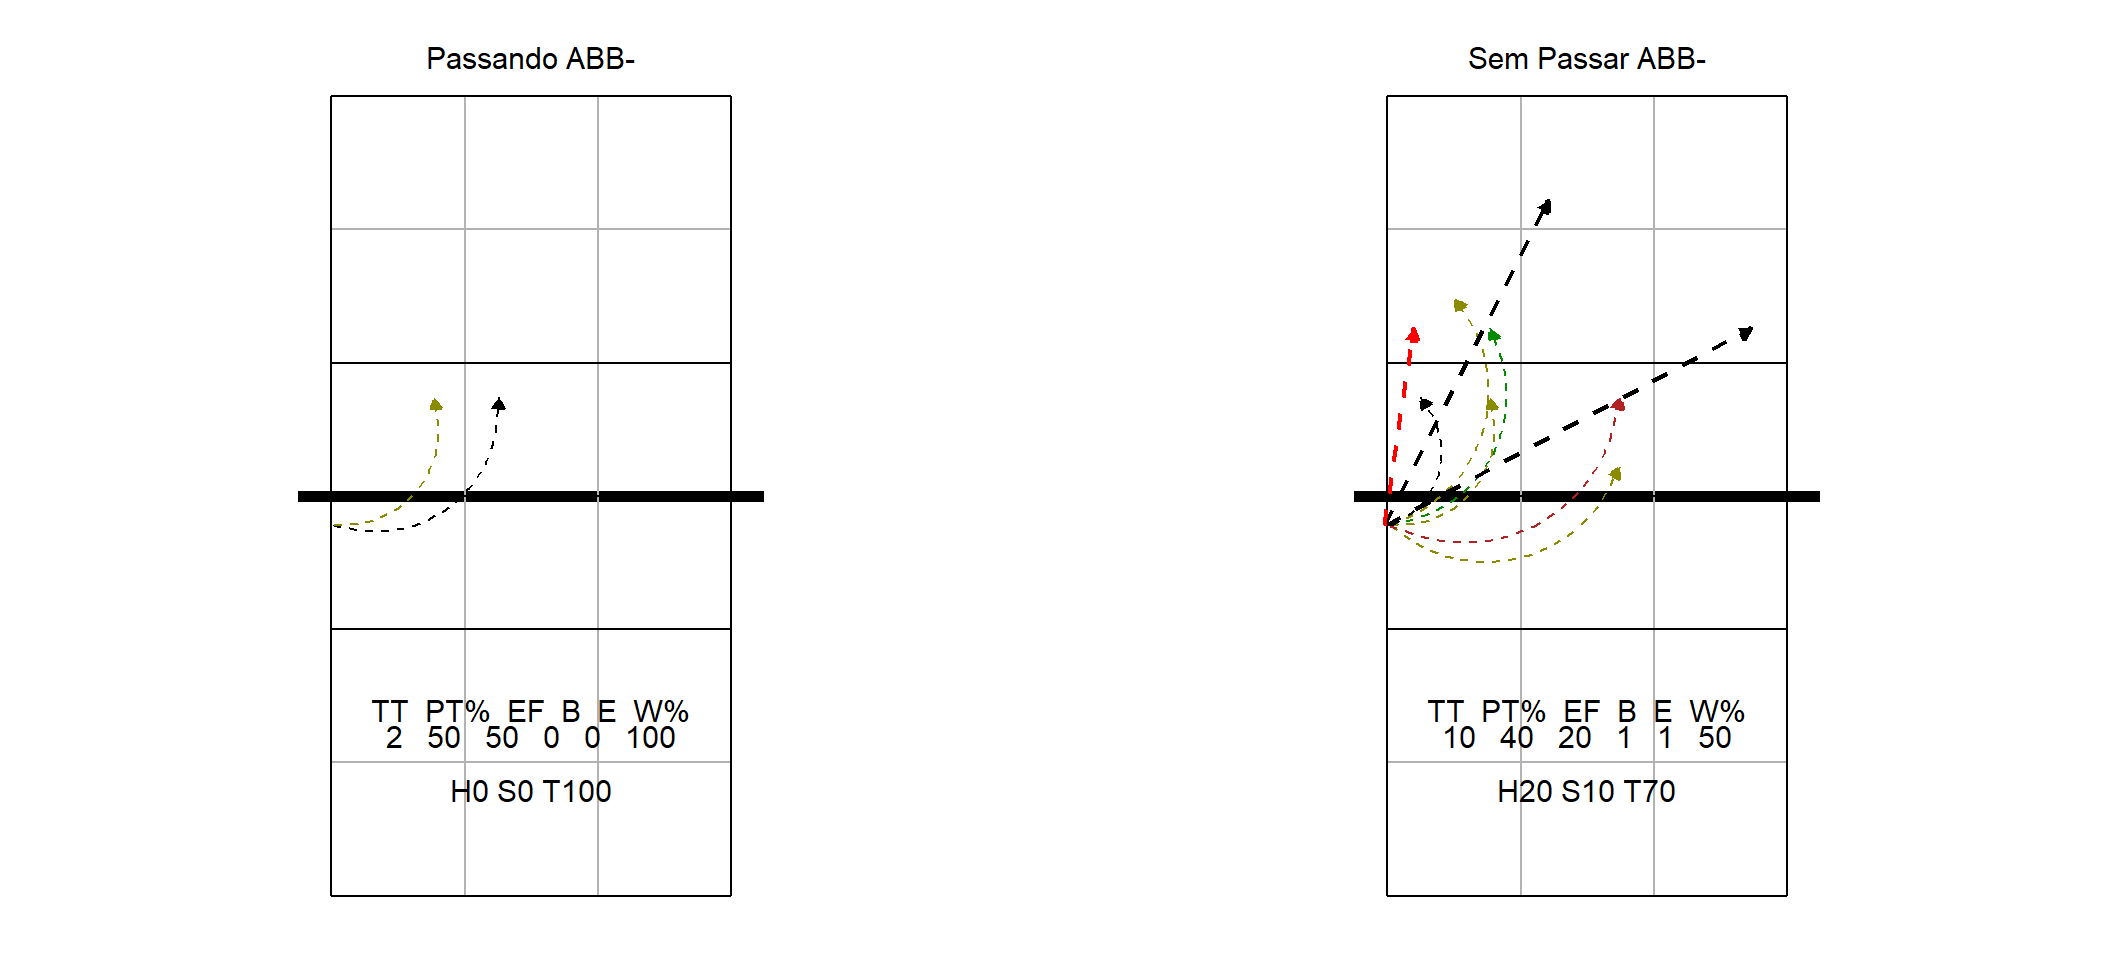 Passando ABB-
TT PT% EF B E W%
2 50 50 0 0 100
H0 S0 T100
Sem Passar ABB-
TT PT% EF B E W%
10 40 20 1 1 50
H20 S10 T70